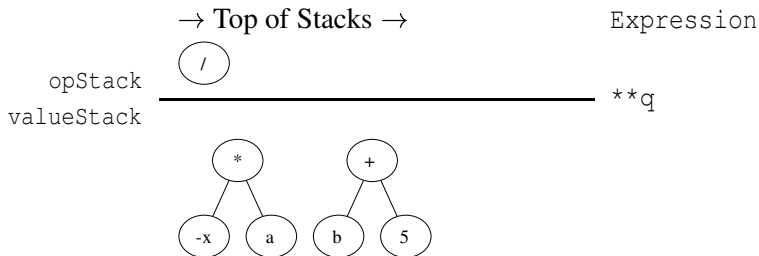 → Top of Stacks → Expression
/
opStack
**q
valueStack
* +
-x a b 5